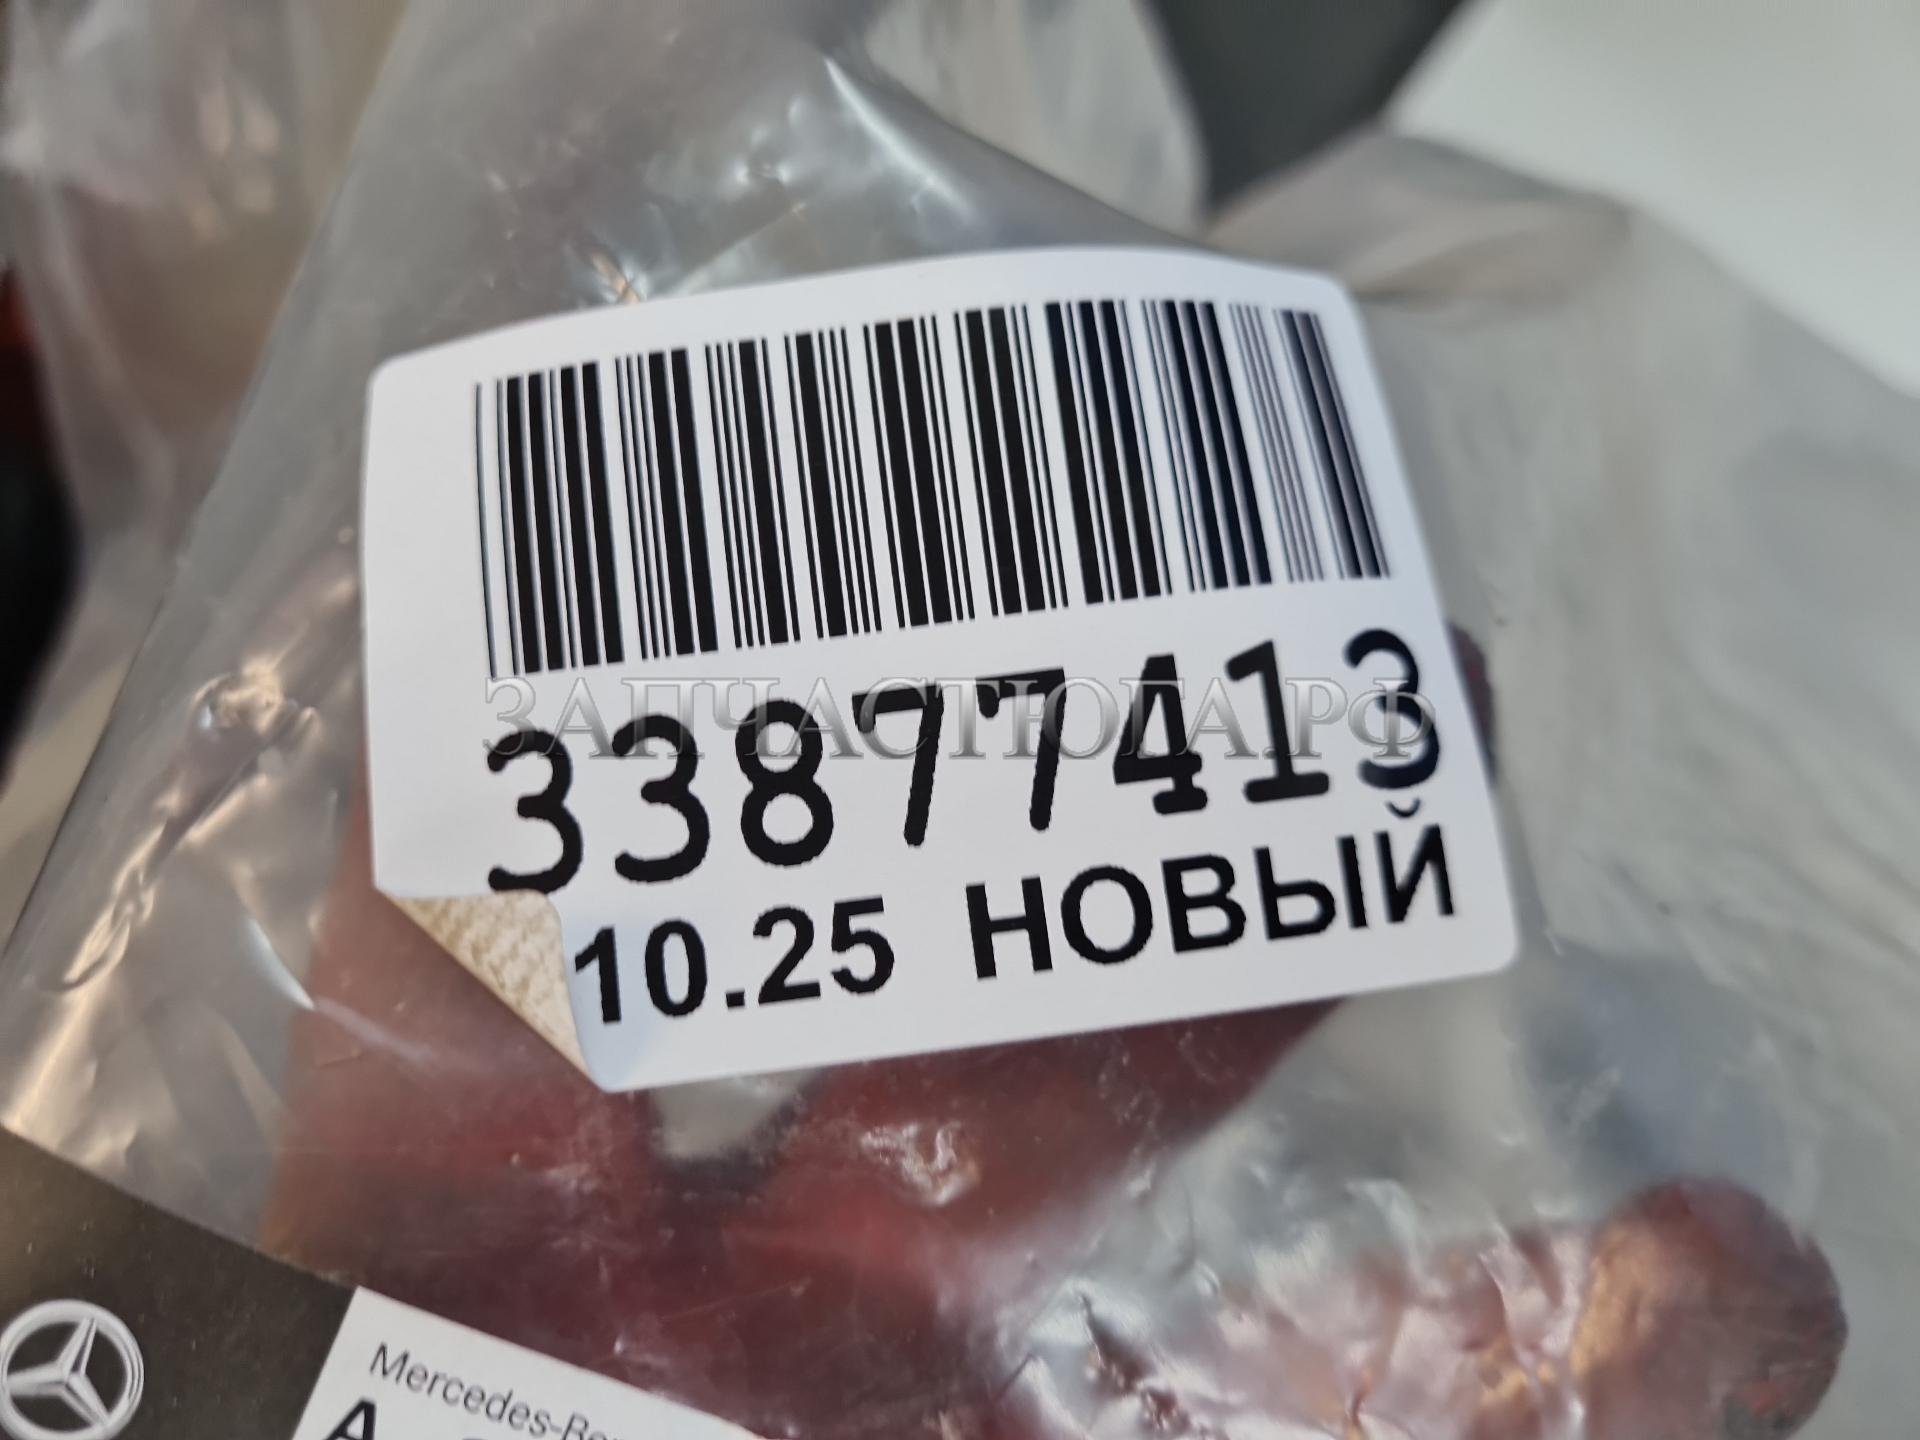 ЗАПЧАСТЮГА.РФ
33877413
10.25 НОВЫЙ
Mercedes-Be
A